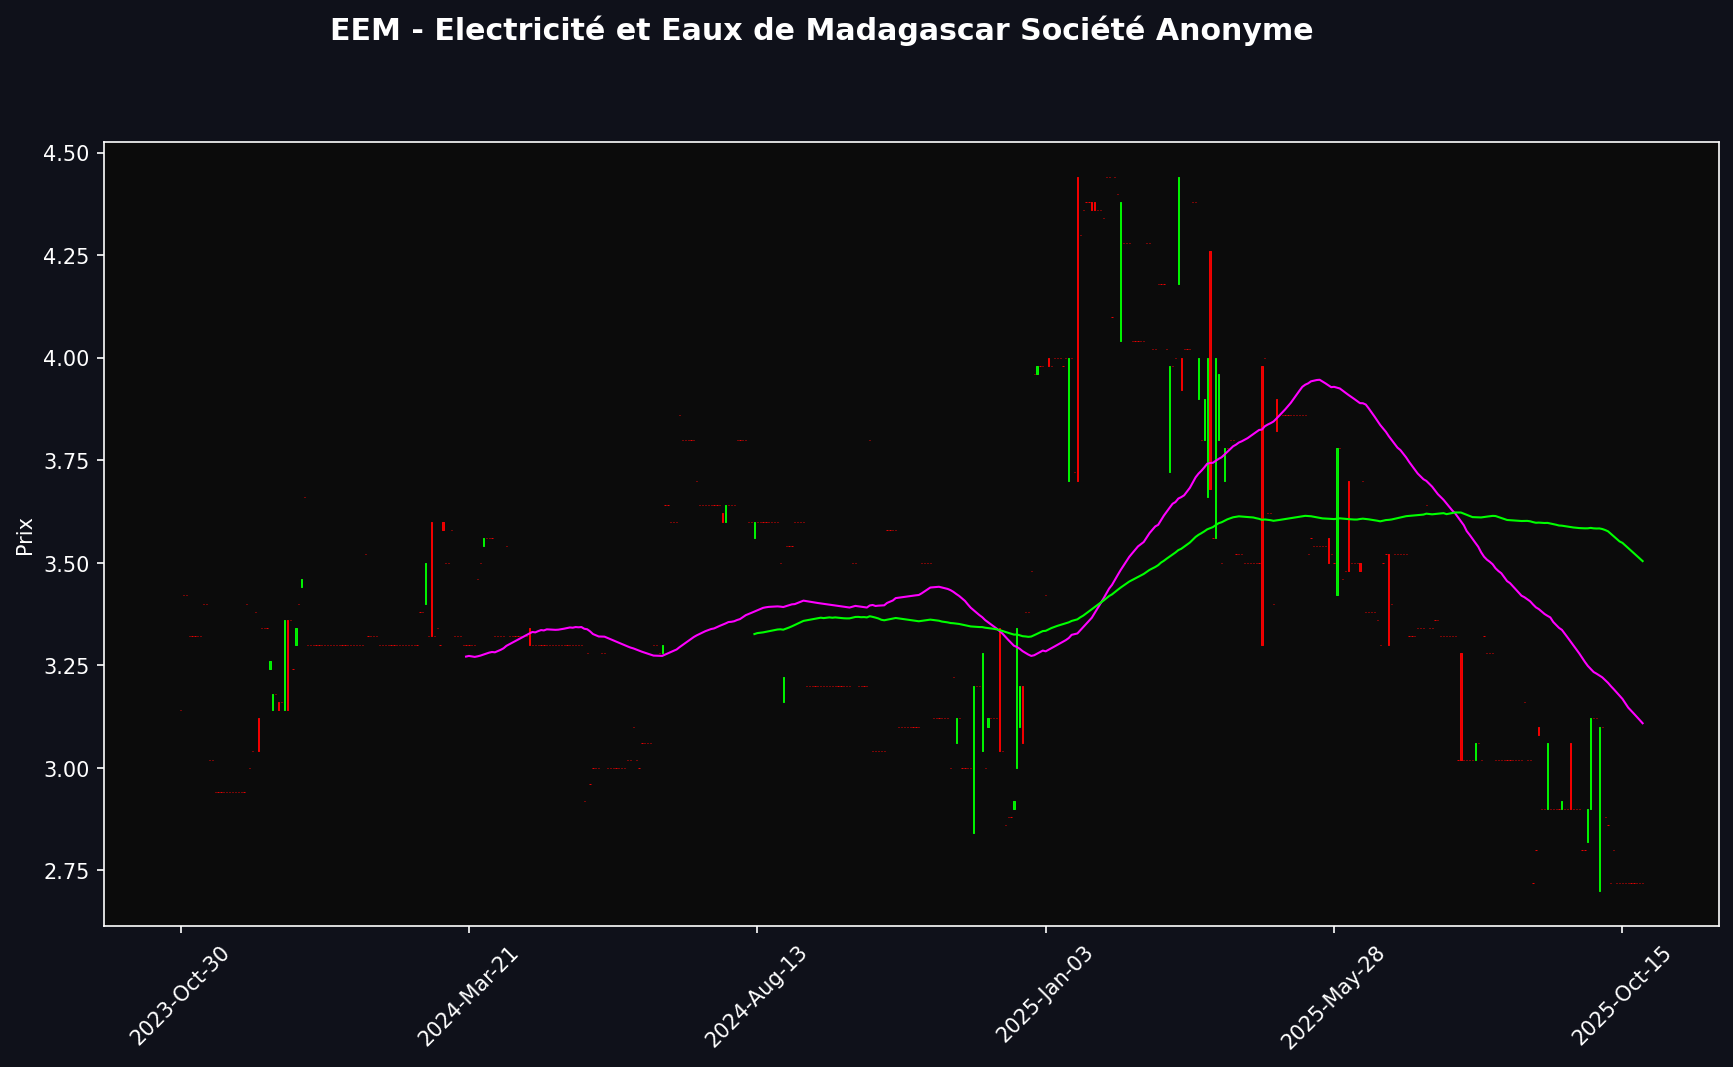 EEM - Electricité et Eaux de Madagascar Société Anonyme
4.50
4.25
4.00
3.75
3.50
3.25
3.00
2.75
Prix
2023-Oct-30
2024-Mar-21
2024-Aug-13
2025-Jan-03
2025-May-28
2025-Oct-15